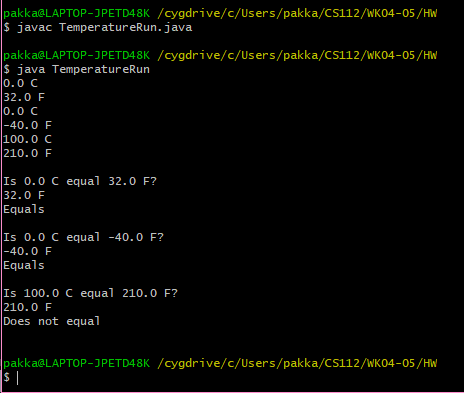 pakka@LAPTOP-JPETD48K /cygdrive/c/Users/pakka/CS112/WK04-05/HW
$ javac TemperatureRun.java
pakka@LAPTOP-JPETD48K /cygdrive/c/Users/pakka/CS112/WK04-05/HW
$ java TemperatureRun
0.0 C
32.0 F
0.0 C
-40.0 F
100.0 C
210.0 F
Is 0.0 C equal 32.0 F?
32.0 F
Equals
Is 0.0 C equal -40.0 F?
-40.0 F
Equals
Is 100.0 C equal 210.0 F?
210.0 F
Does not equal
pakka@LAPTOP-JPETD48K /cygdrive/c/Users/pakka/CS112/WK04-05/HW
$